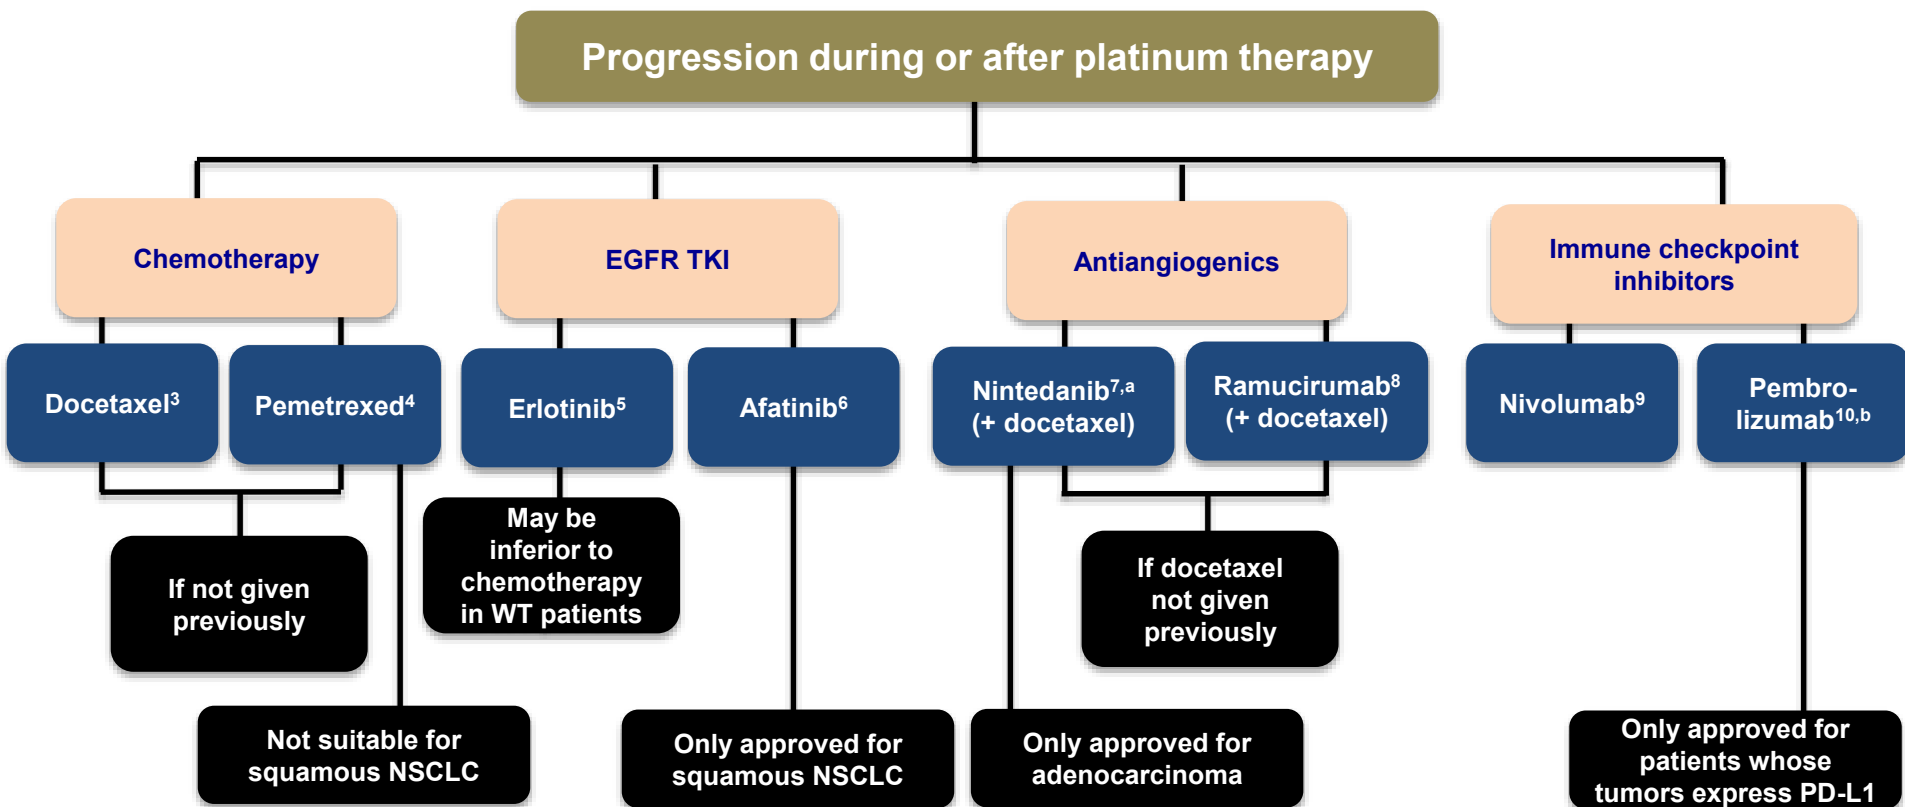 Progression during or after platinum therapy
Chemotherapy
EGFR TKI
Antiangiogenics
Immune checkpoint
inhibitors
Docetaxel3
Pemetrexed4
Erlotinib5
Afatinib6
Nintedanib7,a
(+ docetaxel)
Ramucirumab8
(+ docetaxel)
Nivolumab9
Pembro-
lizumab10,b
If not given
previously
May be
inferior to
chemotherapy
in WT patients
If docetaxel
not given
previously
Not suitable for
squamous NSCLC
Only approved for
squamous NSCLC
Only approved for
adenocarcinoma
Only approved for
patients whose
tumors express PD-L1